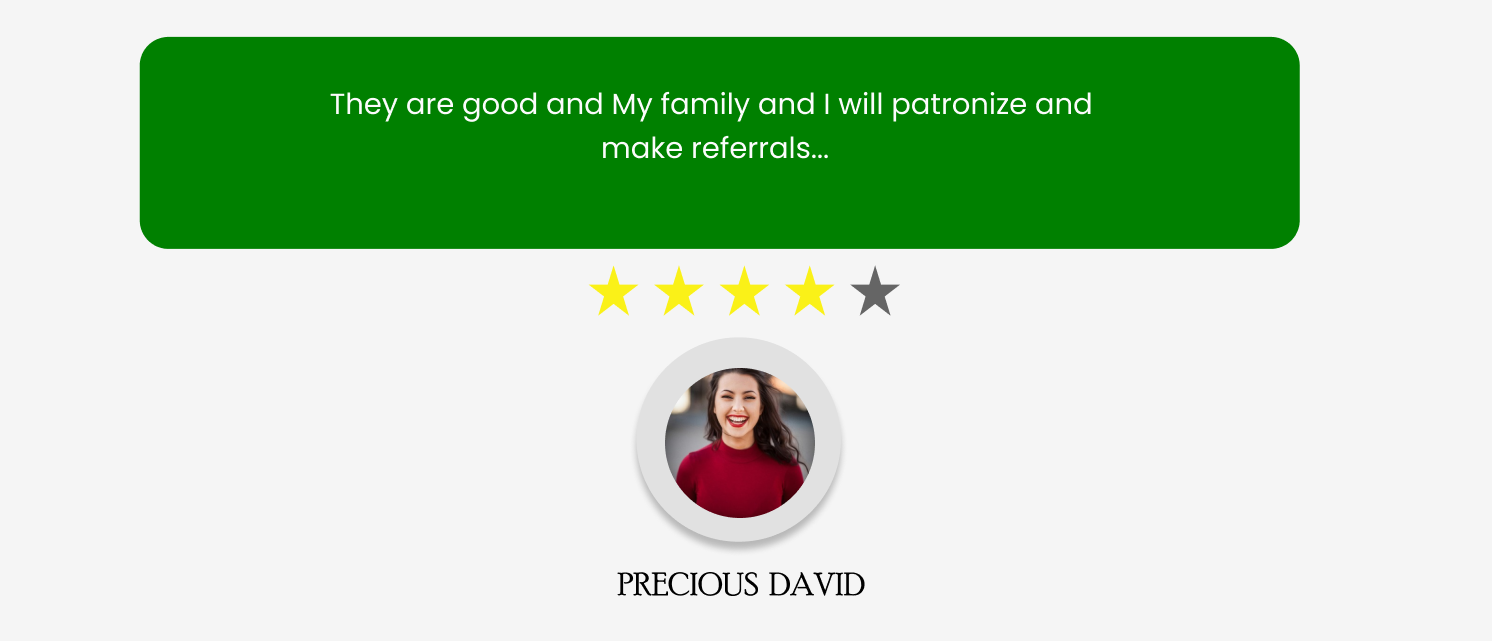 They are good and My family and I will patronize and
make referrals...
PRECIOUS DAVID